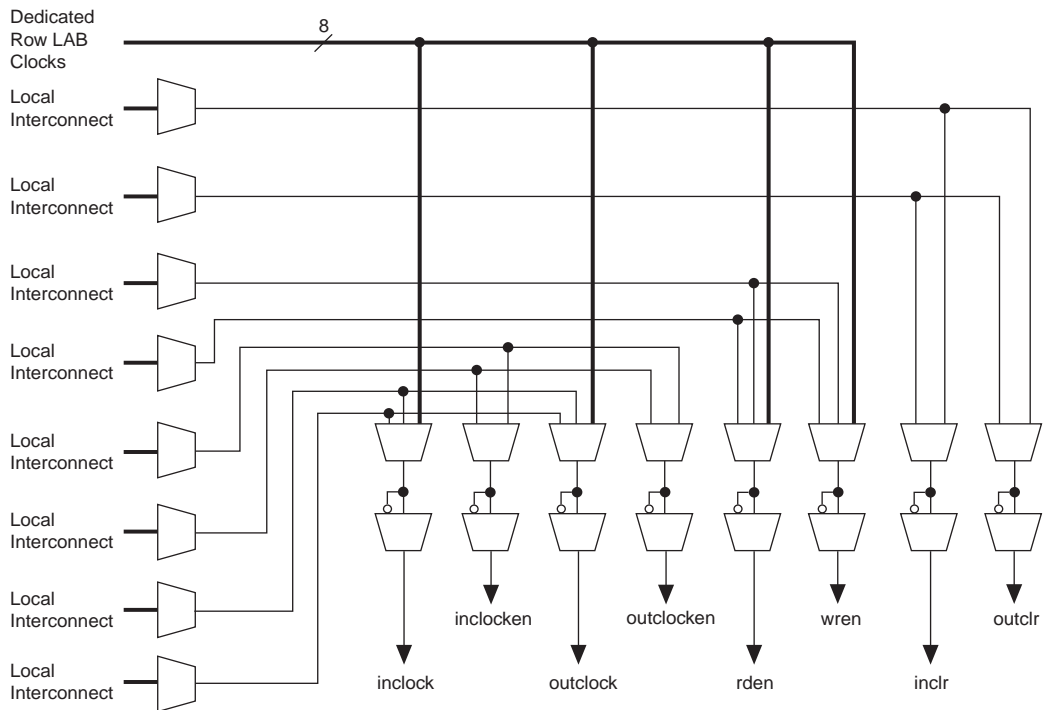 Dedicated
Row LAB
Clocks
8
Local
Interconnect
Local
Interconnect
Local
Interconnect
Local
Interconnect
Local
Interconnect
Local
Interconnect
Local
Interconnect
Local
Interconnect
inclocken
outclocken
wren
outclr
inclock
outclock
rden
inclr